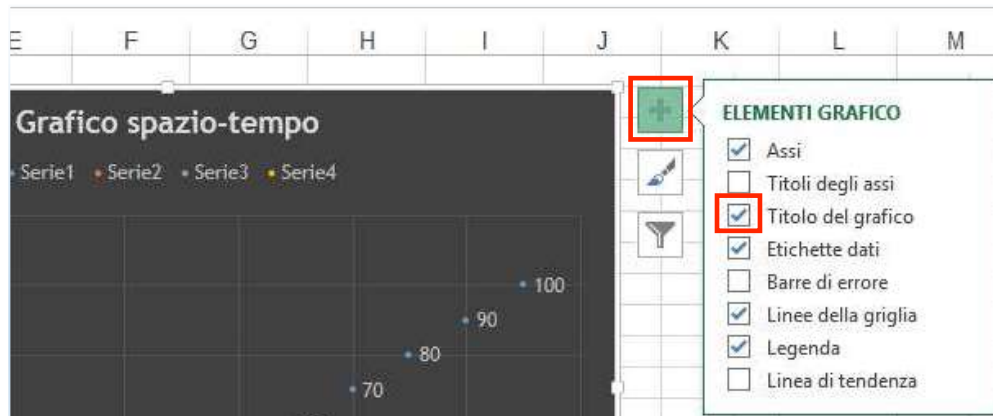 E F G H I J K L M
Grafico spazio-tempo
Serie1 Serie2 Serie3 Serie4
100
90
80
70
ELEMENTI GRAFICO
Assi
Titoli degli assi
Titolo del grafico
Etichette dati
Barre di errore
Linee della griglia
Legenda
Linea di tendenza